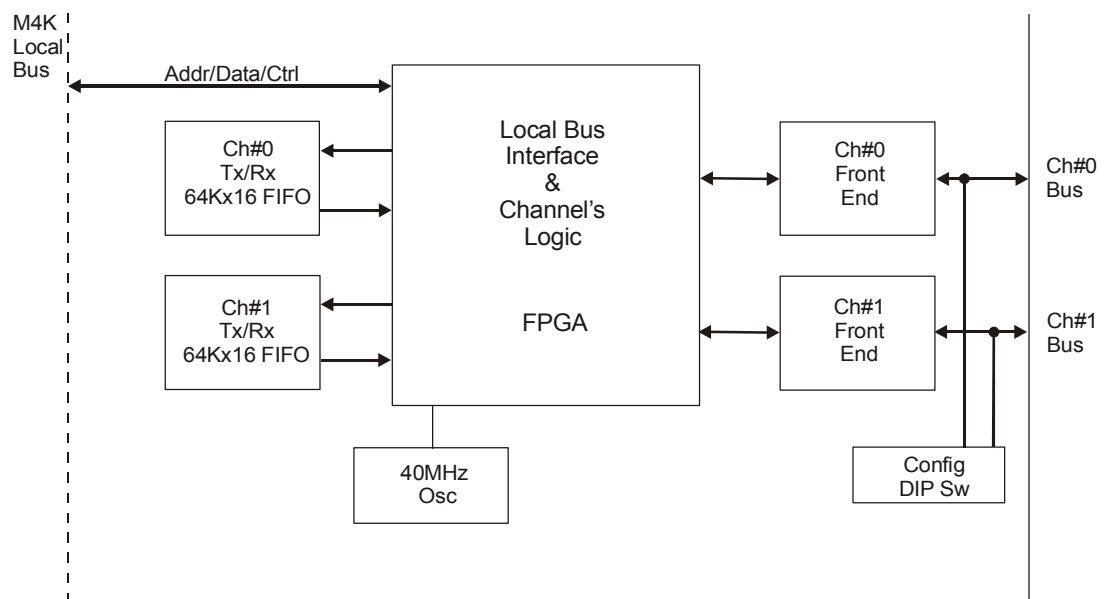 M4K
Local
Bus
Addr/Data/Ctrl
Ch#0
Tx/Rx
64Kx16 FIFO
Ch#1
Tx/Rx
64Kx16 FIFO
Local Bus
Interface
&
Channel's
Logic
FPGA
40MHz
Osc
Ch#0
Front
End
Ch#1
Front
End
Ch#0
Bus
Ch#1
Bus
Config
DIP Sw